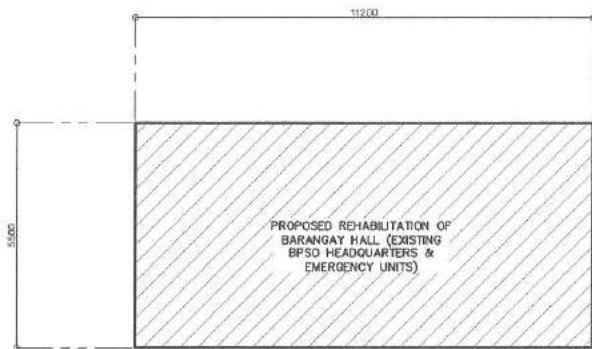 11200
5500
PROPOSED REHABILITATION OF
BARANGAY HALL (EXISTING
BPSO HEADQUARTERS &
EMERGENCY UNITS)